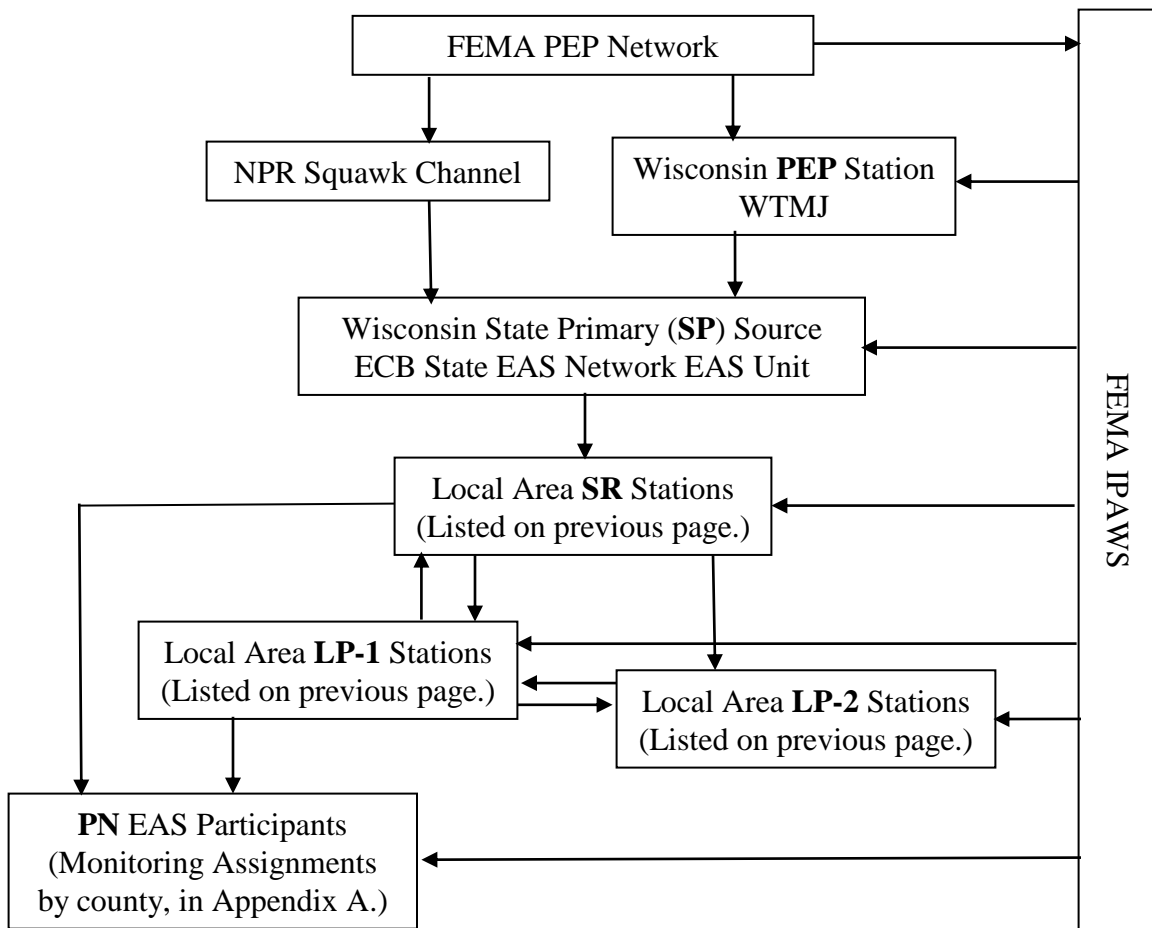 FEMA PEP Network
NPR Squawk Channel
Wisconsin PEP Station
WTMJ
Wisconsin State Primary (SP) Source
ECB State EAS Network EAS Unit
FEMA IPAWS
Local Area SR Stations
(Listed on previous page.)
Local Area LP-1 Stations
(Listed on previous page.)
Local Area LP-2 Stations
(Listed on previous page.)
PN EAS Participants
(Monitoring Assignments
by county, in Appendix A.)